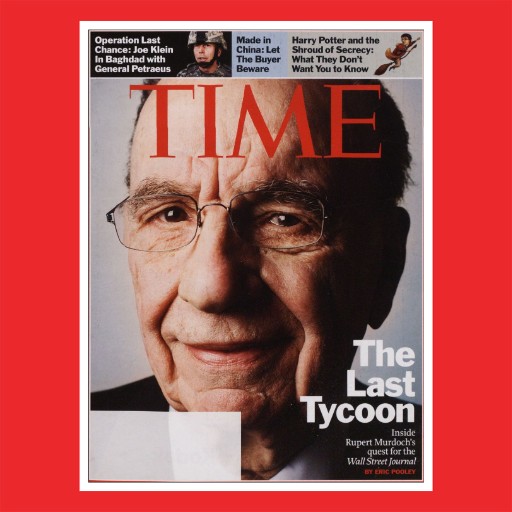 Operation Last
Chance: Joe Klein
In Baghdad with
General Petraeus
Made in
China: Let
The Buyer
Beware
Harry Potter and the
Shroud of Secrecy:
What They Don't
Want You to Know
TIME
The
Last
Tycoon
Inside
Rupert Murdoch's
quest for the
Wall Street Journal
BY ERIC POOLEY